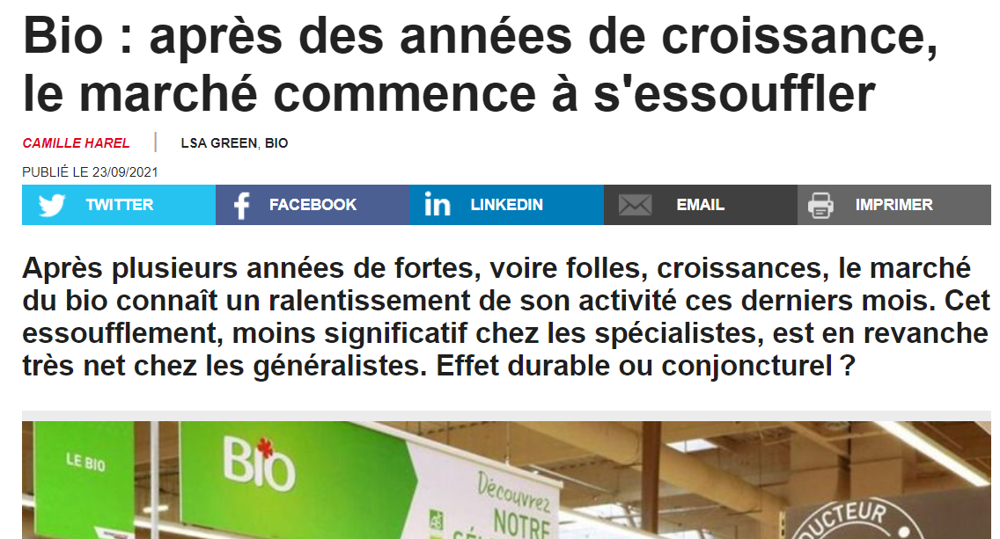 Bio : après des années de croissance,
le marché commence à s'essouffler
CAMILLE HAREL | LSA GREEN, BIO
PUBLIÉ LE 23/09/2021
TWITTER FACEBOOK LINKEDIN EMAIL IMPRIMER
Après plusieurs années de fortes, voire folles, croissances, le marché
du bio connaît un ralentissement de son activité ces derniers mois. Cet
essoufflement, moins significatif chez les spécialistes, est en revanche
très net chez les généralistes. Effet durable ou conjoncturel ?
LE BIO
Bio
Découvrez
AB NOTRE